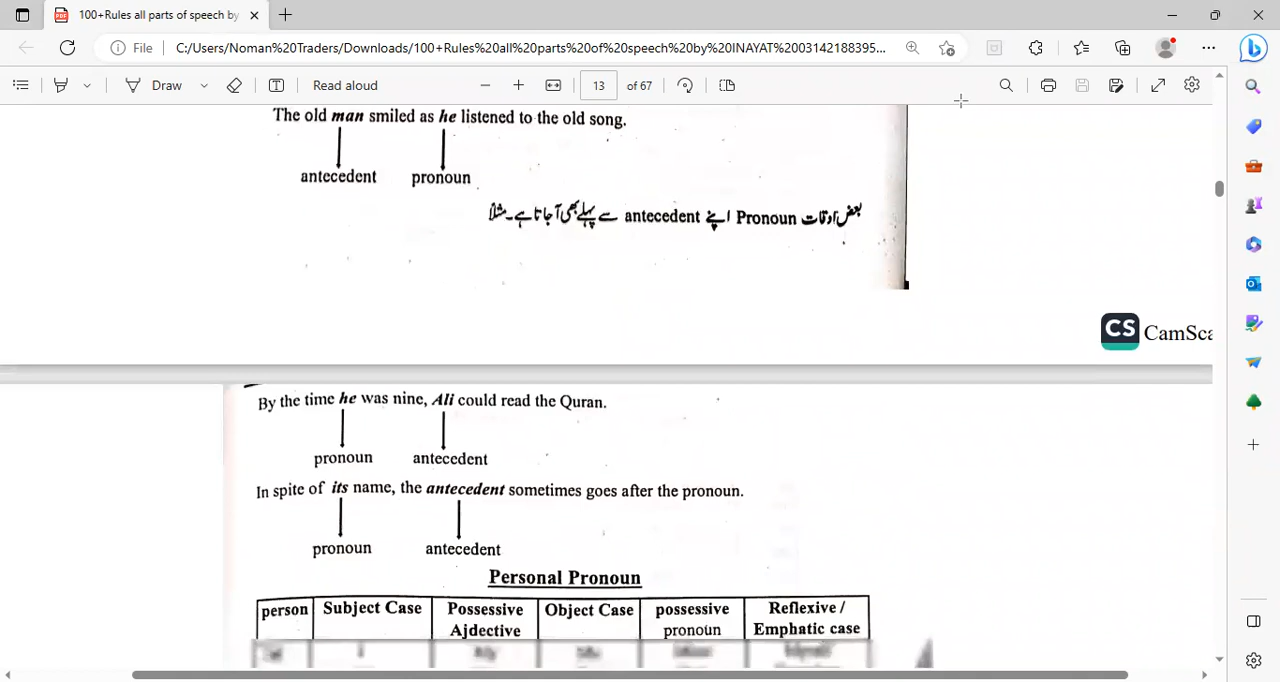 100+Rules all parts of speech by
File
C:/Users/Noman%20Traders/Downloads/100+Rules%20all%20parts%20of%20speech%20by%20INAYAT%2003142188395...
Draw
Read aloud
13 of 67
The old man smiled as he listened to the old song.
antecedent pronoun
بعض اوقات Pronoun اپنے antecedent سے پہلے بھی آ جاتا ہے۔ مثلاً
CS CamSca
By the time he was nine, Ali could read the Quran.
pronoun antecedent
In spite of its name, the antecedent sometimes goes after the pronoun.
pronoun antecedent
Personal Pronoun
person Subject Case Possessive Ajdective Object Case possessive pronoun Reflexive / Emphatic case